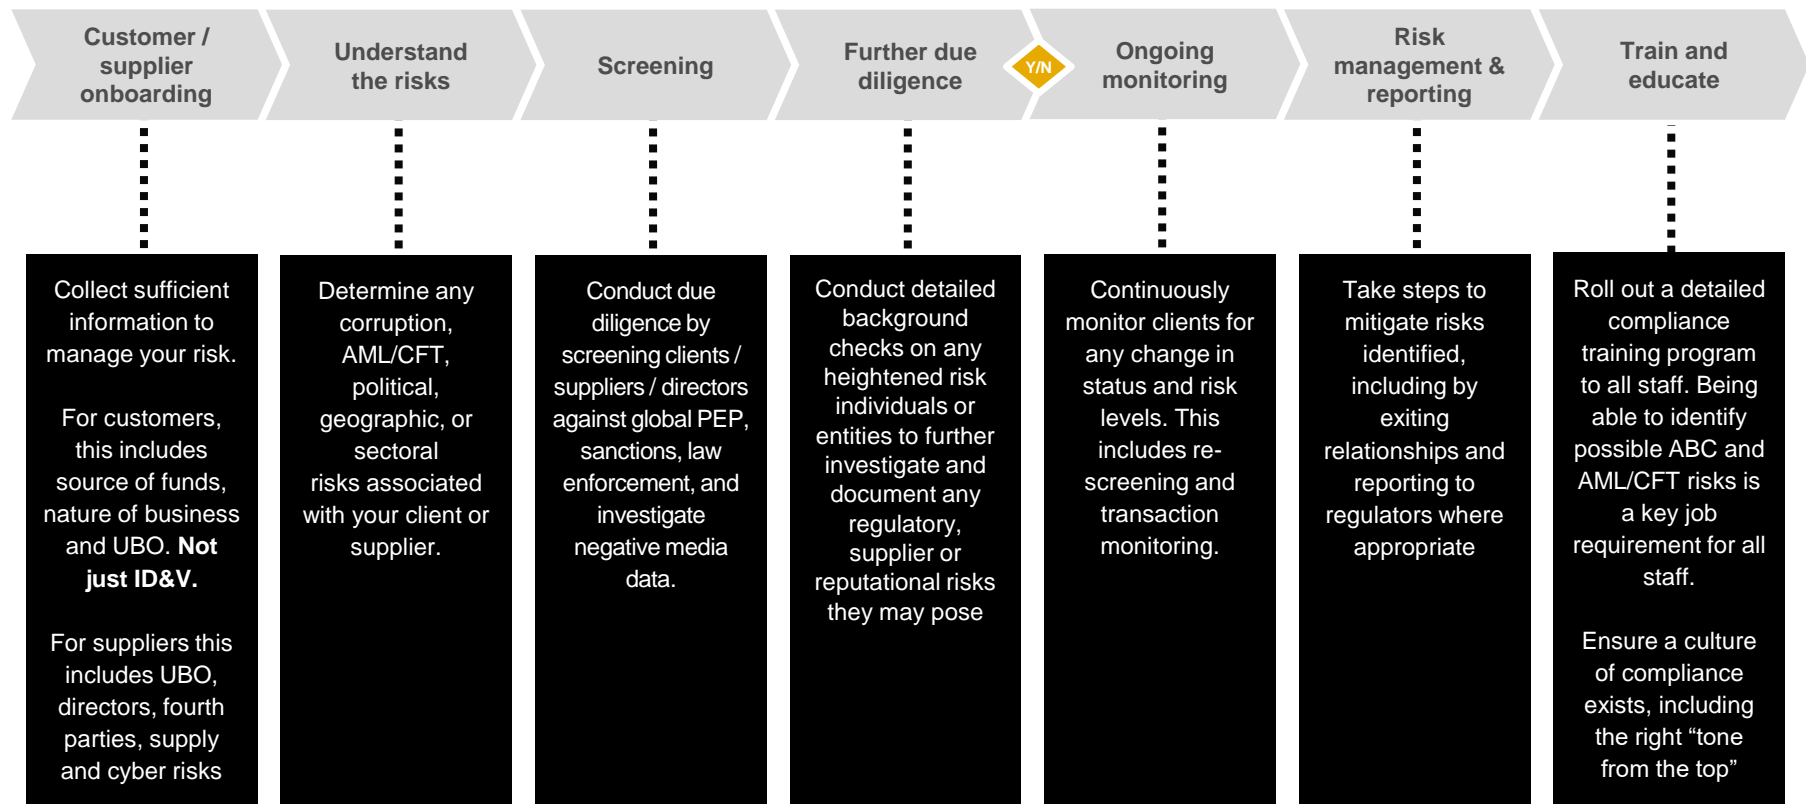 Customer /
supplier
onboarding
Understand
the risks
Screening
Further due
diligence
Y/N
Ongoing
monitoring
Risk
management &
reporting
Train and
educate
Collect sufficient
information to
manage your risk.
For customers,
this includes
source of funds,
nature of business
and UBO. Not
just ID&V.
For suppliers this
includes UBO,
directors, fourth
parties, supply
and cyber risks
Determine any
corruption,
AML/CFT,
political,
geographic, or
sectoral
risks associated
with your client or
supplier.
Conduct due
diligence by
screening clients /
suppliers / directors
against global PEP,
sanctions, law
enforcement, and
investigate
negative media
data.
Conduct detailed
background
checks on any
heightened risk
individuals or
entities to further
investigate and
document any
regulatory,
supplier or
reputational risks
they may pose
Continuously
monitor clients for
any change in
status and risk
levels. This
includes re-
screening and
transaction
monitoring.
Take steps to
mitigate risks
identified,
including by
exiting
relationships and
reporting to
regulators where
appropriate
Roll out a detailed
compliance
training program
to all staff. Being
able to identify
possible ABC and
AML/CFT risks is
a key job
requirement for all
staff.
Ensure a culture
of compliance
exists, including
the right “tone
from the top”